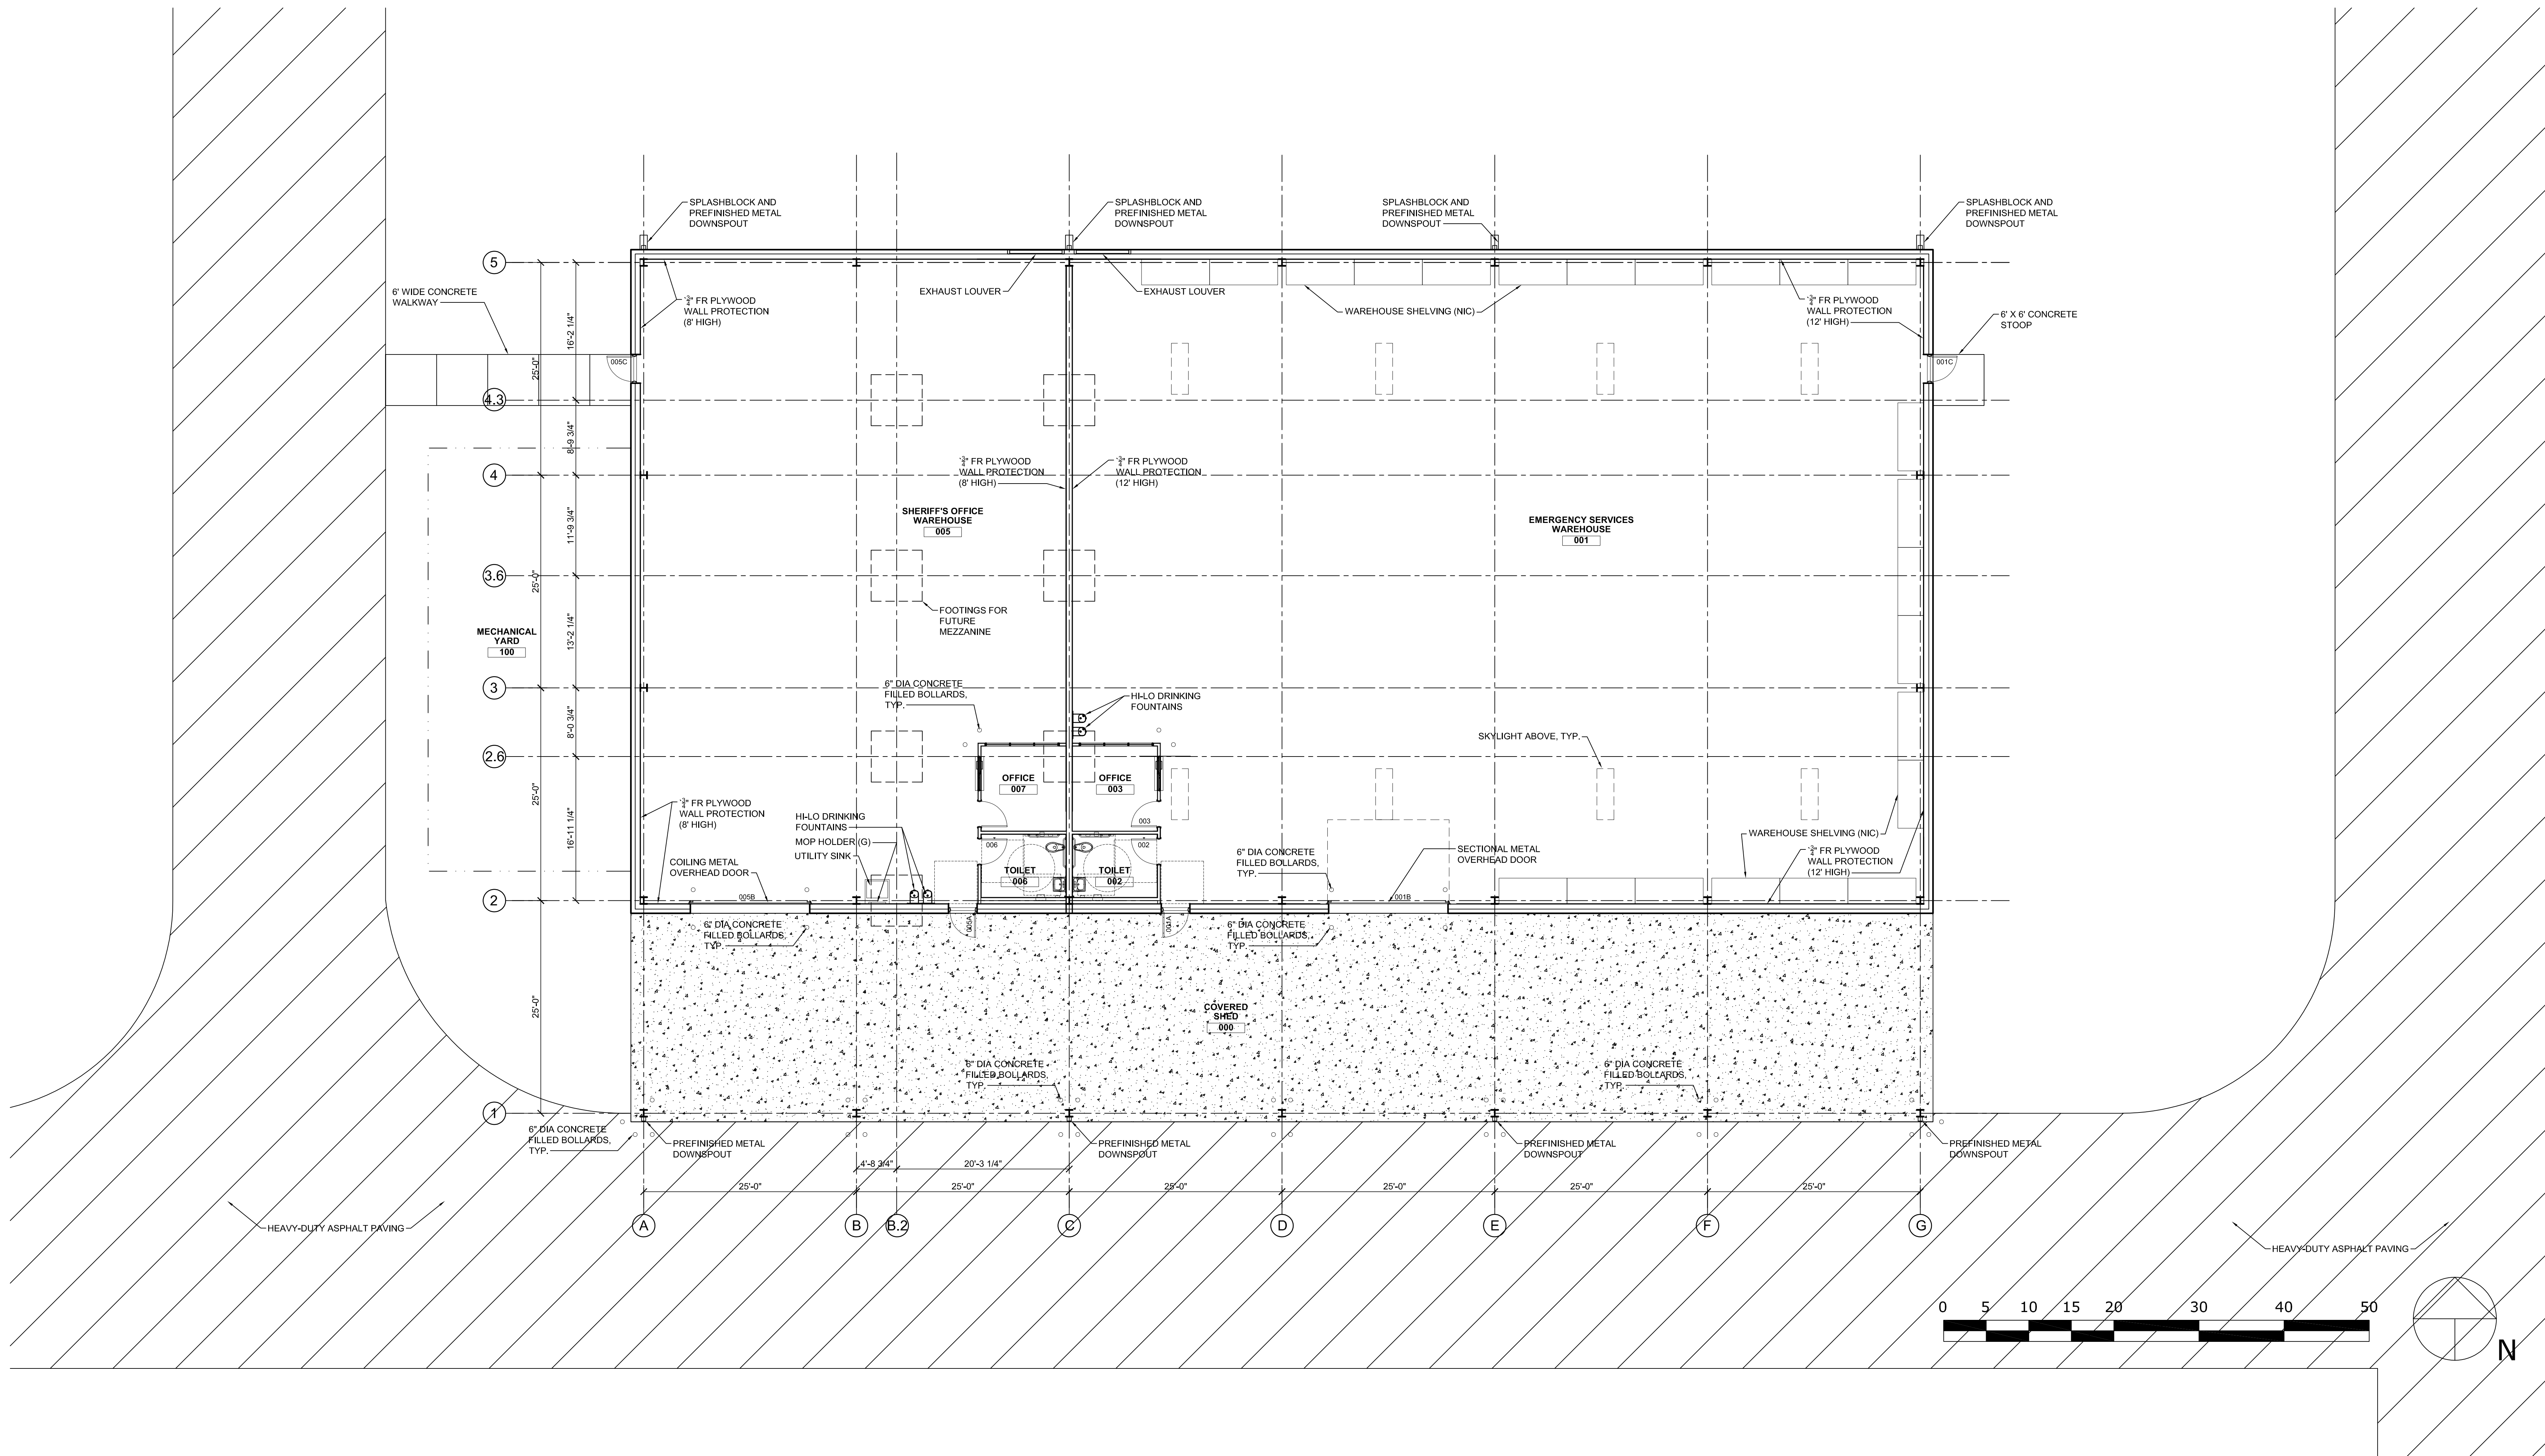 SPLASHBLOCK AND
PREFINISHED METAL
DOWNSPOUT
SPLASHBLOCK AND
PREFINISHED METAL
DOWNSPOUT
SPLASHBLOCK AND
PREFINISHED METAL
DOWNSPOUT
SPLASHBLOCK AND
PREFINISHED METAL
DOWNSPOUT
5
6' WIDE CONCRETE
WALKWAY
3/4" FR PLYWOOD
WALL PROTECTION
(8' HIGH)
EXHAUST LOUVER
EXHAUST LOUVER
WAREHOUSE SHELVING (NIC)
3/4" FR PLYWOOD
WALL PROTECTION
(12' HIGH)
6' X 6' CONCRETE
STOOP
16'-2 1/4"
25'-0"
005C
001C
4.3
8'-9 3/4"
4
3/4" FR PLYWOOD
WALL PROTECTION
(8' HIGH)
3/4" FR PLYWOOD
WALL PROTECTION
(12' HIGH)
SHERIFF'S OFFICE
WAREHOUSE
005
EMERGENCY SERVICES
WAREHOUSE
001
11'-9 3/4"
3.6
25'-0"
FOOTINGS FOR
FUTURE
MEZZANINE
MECHANICAL
YARD
100
13'-2 1/4"
3
6" DIA CONCRETE
FILLED BOLLARDS,
TYP.
HI-LO DRINKING
FOUNTAINS
8'-0 3/4"
SKYLIGHT ABOVE, TYP.
2.6
OFFICE
007
OFFICE
003
25'-0"
16'-11 1/4"
3/4" FR PLYWOOD
WALL PROTECTION
(8' HIGH)
HI-LO DRINKING
FOUNTAINS
MOP HOLDER (G)
UTILITY SINK
003
006
002
WAREHOUSE SHELVING (NIC)
COILING METAL
OVERHEAD DOOR
TOILET
006
TOILET
002
6" DIA CONCRETE
FILLED BOLLARDS,
TYP.
SECTIONAL METAL
OVERHEAD DOOR
3/4" FR PLYWOOD
WALL PROTECTION
(12' HIGH)
2
005B
001B
005A
001A
6" DIA CONCRETE
FILLED BOLLARDS,
TYP.
6" DIA CONCRETE
FILLED BOLLARDS,
TYP.
25'-0"
COVERED
SHED
000
6" DIA CONCRETE
FILLED BOLLARDS,
TYP.
6" DIA CONCRETE
FILLED BOLLARDS,
TYP.
1
6" DIA CONCRETE
FILLED BOLLARDS,
TYP.
PREFINISHED METAL
DOWNSPOUT
PREFINISHED METAL
DOWNSPOUT
PREFINISHED METAL
DOWNSPOUT
PREFINISHED METAL
DOWNSPOUT
4'-8 3/4"
20'-3 1/4"
25'-0"
25'-0"
25'-0"
25'-0"
25'-0"
25'-0"
A
B
B.2
C
D
E
F
G
HEAVY-DUTY ASPHALT PAVING
HEAVY-DUTY ASPHALT PAVING
0 5 10 15 20 30 40 50
N